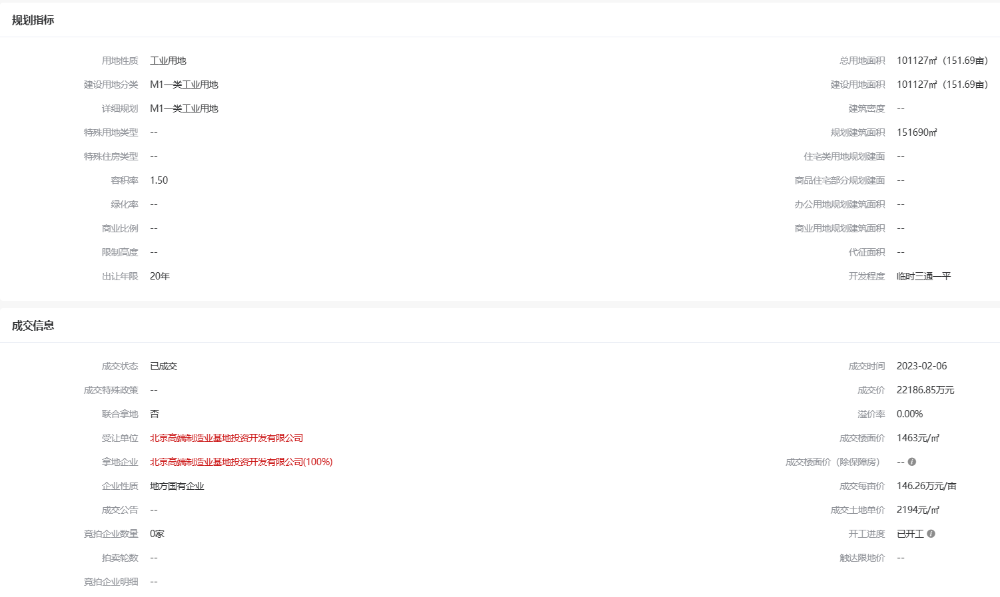 规划指标
用地性质 工业用地 总用地面积 101127㎡（151.69亩）
建设用地分类 M1一类工业用地 建设用地面积 101127㎡（151.69亩）
详细规划 M1一类工业用地 建筑密度 --
特殊用地类型 -- 规划建筑面积 151690㎡
特殊住房类型 -- 住宅类用地规划建面 --
容积率 1.50 商品住宅部分规划建面 --
绿化率 -- 办公用地规划建筑面积 --
商业比例 -- 商业用地规划建筑面积 --
限制高度 -- 代征面积 --
出让年限 20年 开发程度 临时三通一平
成交信息
成交状态 已成交 成交时间 2023-02-06
成交特殊政策 -- 成交价 22186.85万元
联合拿地 否 溢价率 0.00%
受让单位 北京高端制造业基地投资开发有限公司 成交楼面价 1463元/㎡
拿地企业 北京高端制造业基地投资开发有限公司(100%) 成交楼面价（除保障房） --
企业性质 地方国有企业 成交每亩价 146.26万元/亩
成交公告 -- 成交土地单价 2194元/㎡
竞拍企业数量 0家 开工进度 已开工
拍卖轮数 -- 触达限地价 --
竞拍企业明细 --